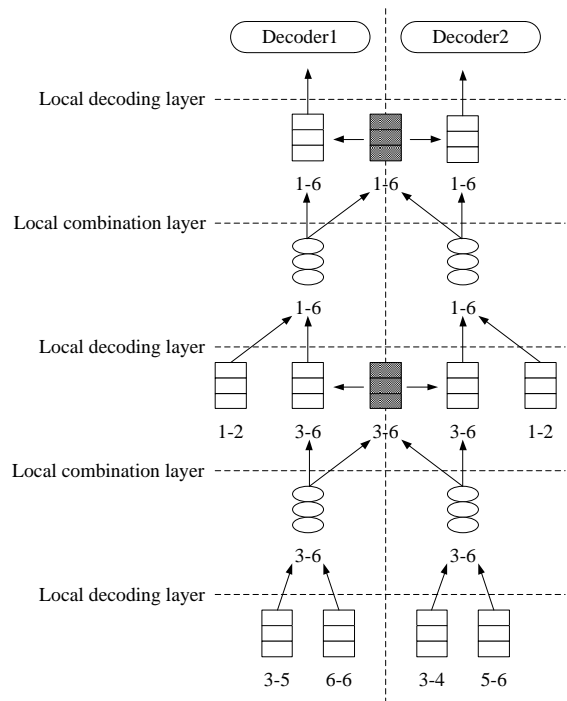 Decoder1 Decoder2
Local decoding layer
1-6 1-6 1-6
Local combination layer
1-6 1-6
Local decoding layer
1-2 3-6 3-6 3-6 1-2
Local combination layer
3-6 3-6
Local decoding layer
3-5 6-6 3-4 5-6